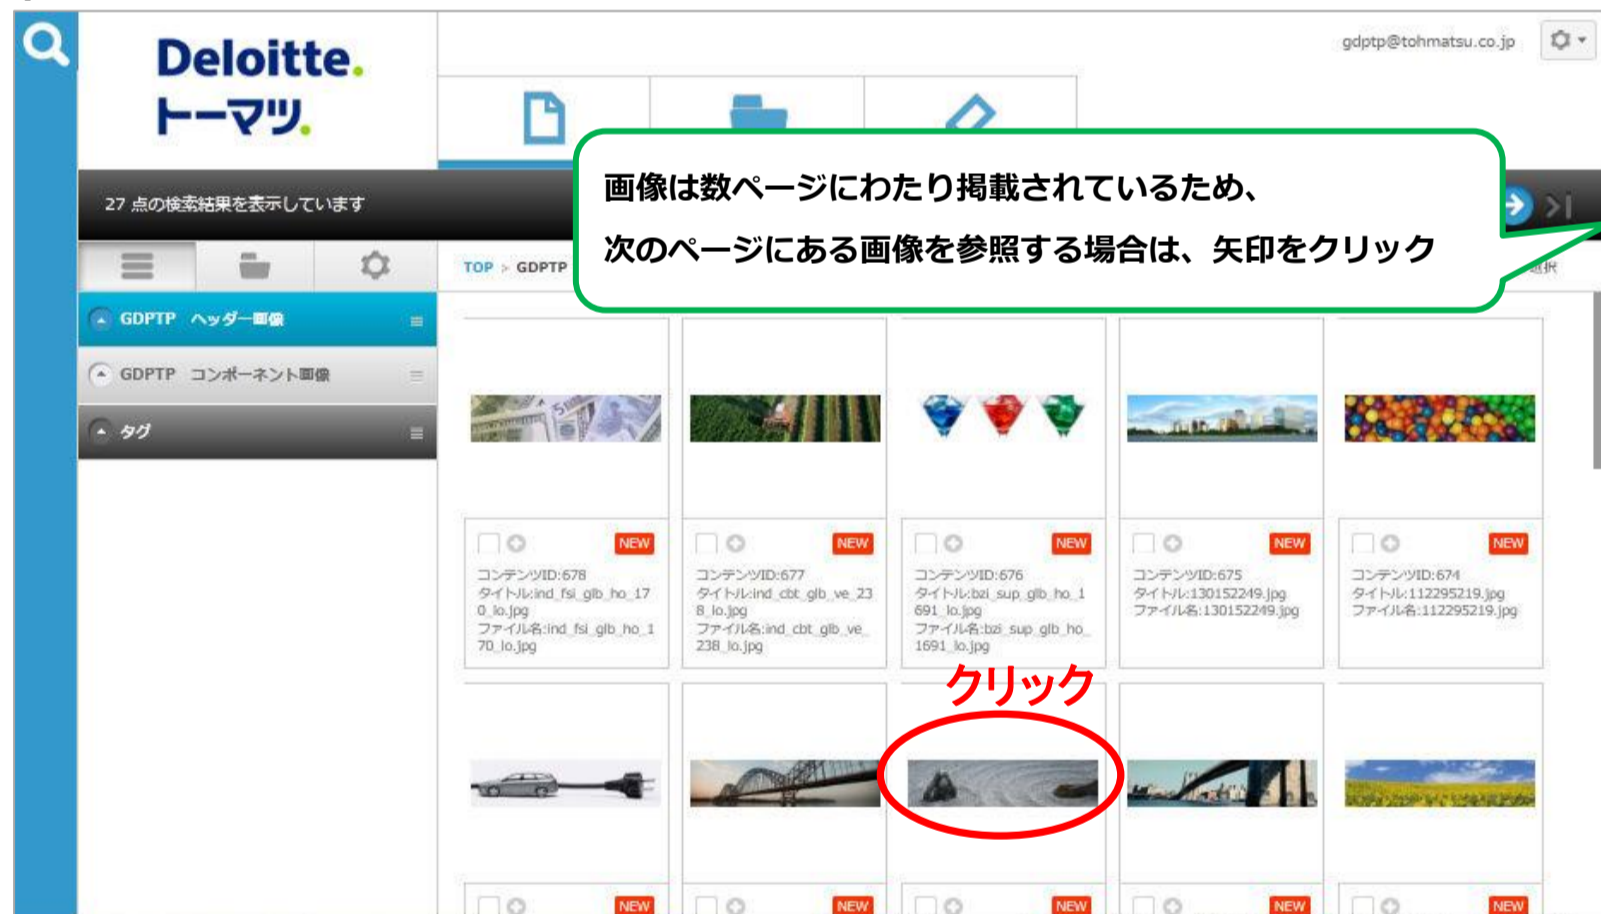 Deloitte.
トーマツ.
gdptp@tohmatsu.co.jp
画像は数ページにわたり掲載されているため、
次のページにある画像を参照する場合は、矢印をクリック
27 点の検索結果を表示しています
TOP > GDPTP
選択
GDPTP ヘッダー画像
GDPTP コンポーネント画像
タグ
NEW
コンテンツID:678
タイトル:ind_fsi_glb_ho_17
0_lo.jpg
ファイル名:ind_fsi_glb_ho_1
70_lo.jpg
NEW
コンテンツID:677
タイトル:ind_cbt_glb_ve_23
8_lo.jpg
ファイル名:ind_cbt_glb_ve_
238_lo.jpg
NEW
コンテンツID:676
タイトル:bzi_sup_glb_ho_1
691_lo.jpg
ファイル名:bzi_sup_glb_ho_
1691_lo.jpg
NEW
コンテンツID:675
タイトル:130152249.jpg
ファイル名:130152249.jpg
NEW
コンテンツID:674
タイトル:112295219.jpg
ファイル名:112295219.jpg
クリック
NEW
NEW
NEW
NEW
NEW